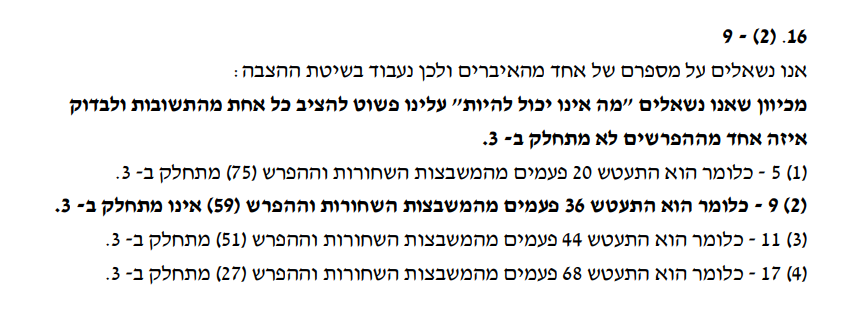 16. (2) - 9
אנו נשאלים על מספרם של אחד מהאיברים ולכן נעבוד בשיטת ההצבה:
מכיוון שאנו נשאלים "מה אינו יכול להיות" עלינו פשוט להציב כל אחת מהתשובות ולבדוק
איזה אחד מההפרשים לא מתחלק ב- 3.
(1) 5 - כלומר הוא התעטש 20 פעמים מהמשבצות השחורות וההפרש (75) מתחלק ב- 3.
(2) 9 - כלומר הוא התעטש 36 פעמים מהמשבצות השחורות וההפרש (59) אינו מתחלק ב- 3.
(3) 11 - כלומר הוא התעטש 44 פעמים מהמשבצות השחורות וההפרש (51) מתחלק ב- 3.
(4) 17 - כלומר הוא התעטש 68 פעמים מהמשבצות השחורות וההפרש (27) מתחלק ב- 3.